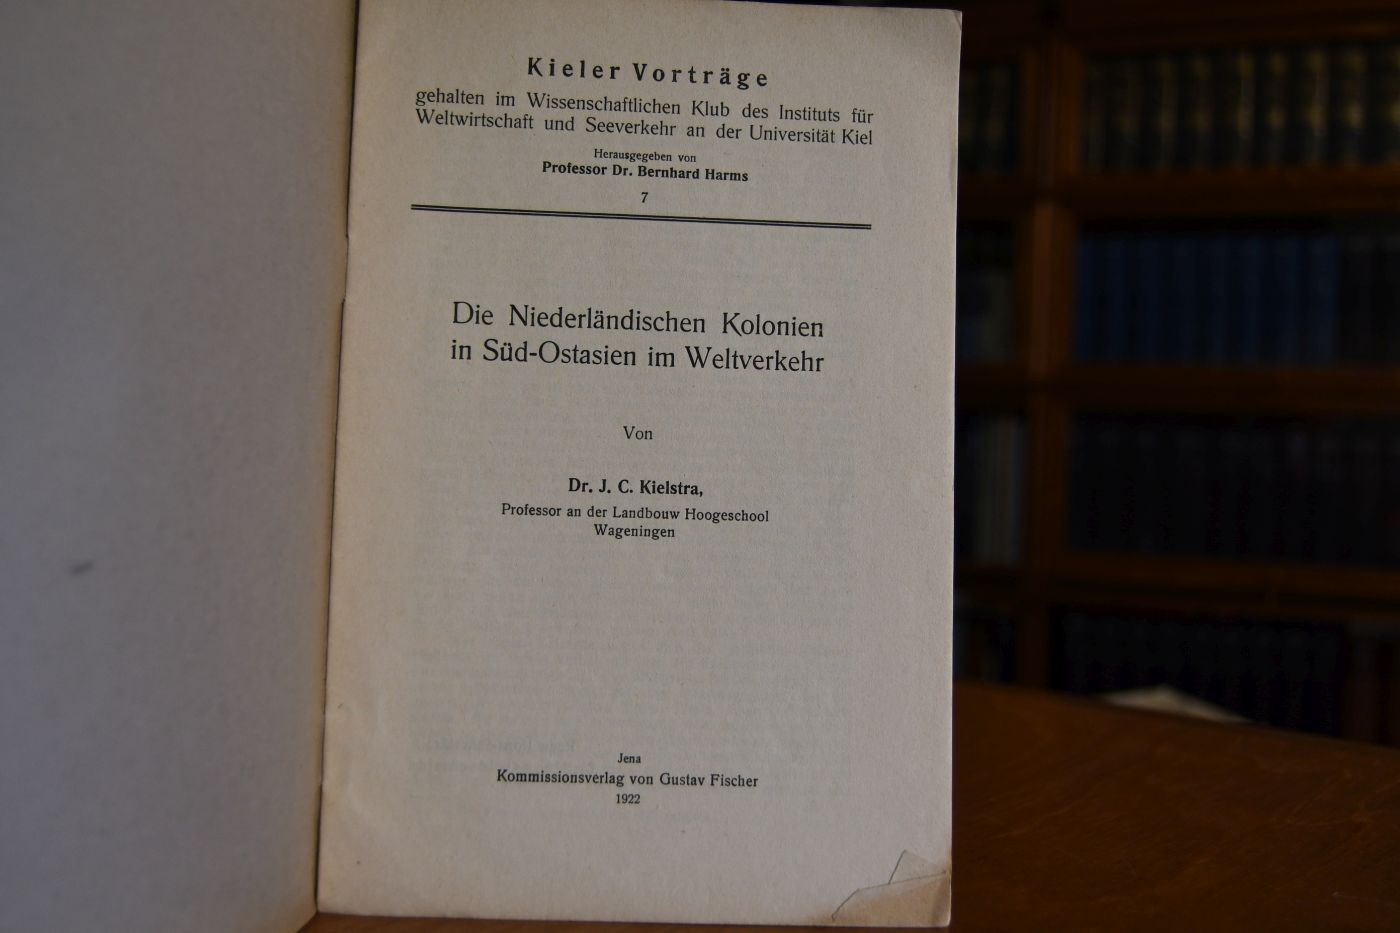 Kieler Vorträge
gehalten im Wissenschaftlichen Klub des Instituts für
Weltwirtschaft und Seeverkehr an der Universität Kiel
Herausgegeben von
Professor Dr. Bernhard Harms
7
Die Niederländischen Kolonien
in Süd-Ostasien im Weltverkehr
Von
Dr. J. C. Kielstra,
Professor an der Landbouw Hoogeschool
Wageningen
Jena
Kommissionsverlag von Gustav Fischer
1922